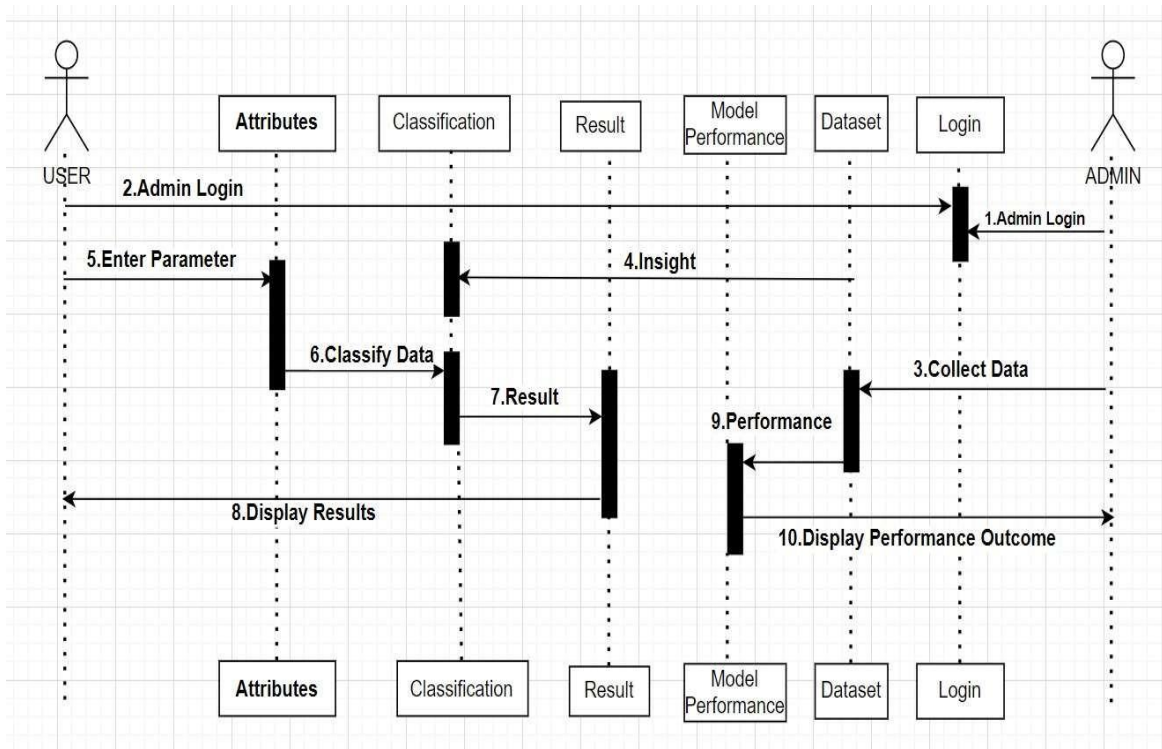 Attributes
Classification
Result
Model
Performance
Dataset
Login
USER
ADMIN
2.Admin Login
1.Admin Login
5.Enter Parameter
4.Insight
6.Classify Data
3.Collect Data
7.Result
9.Performance
8.Display Results
10.Display Performance Outcome
Attributes
Classification
Result
Model
Performance
Dataset
Login